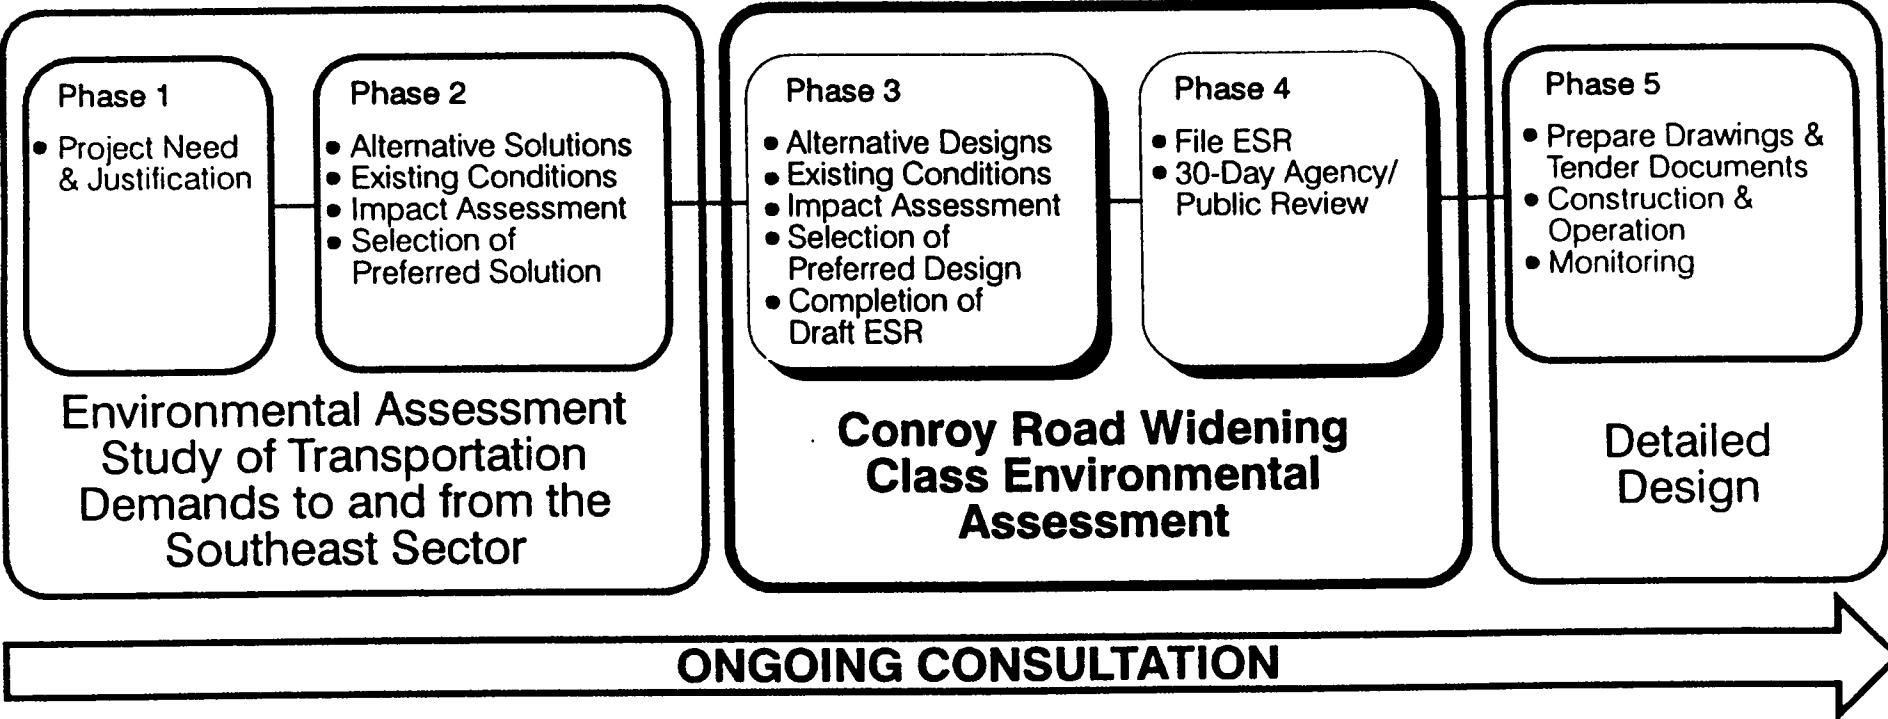 Phase 1
• Project Need
& Justification
Phase 2
• Alternative Solutions
• Existing Conditions
• Impact Assessment
• Selection of
Preferred Solution
Environmental Assessment
Study of Transportation
Demands to and from the
Southeast Sector
Phase 3
• Alternative Designs
• Existing Conditions
• Impact Assessment
• Selection of
Preferred Design
• Completion of
Draft ESR
Phase 4
• File ESR
• 30-Day Agency/
Public Review
Conroy Road Widening
Class Environmental
Assessment
Phase 5
• Prepare Drawings &
Tender Documents
• Construction &
Operation
• Monitoring
Detailed
Design
ONGOING CONSULTATION